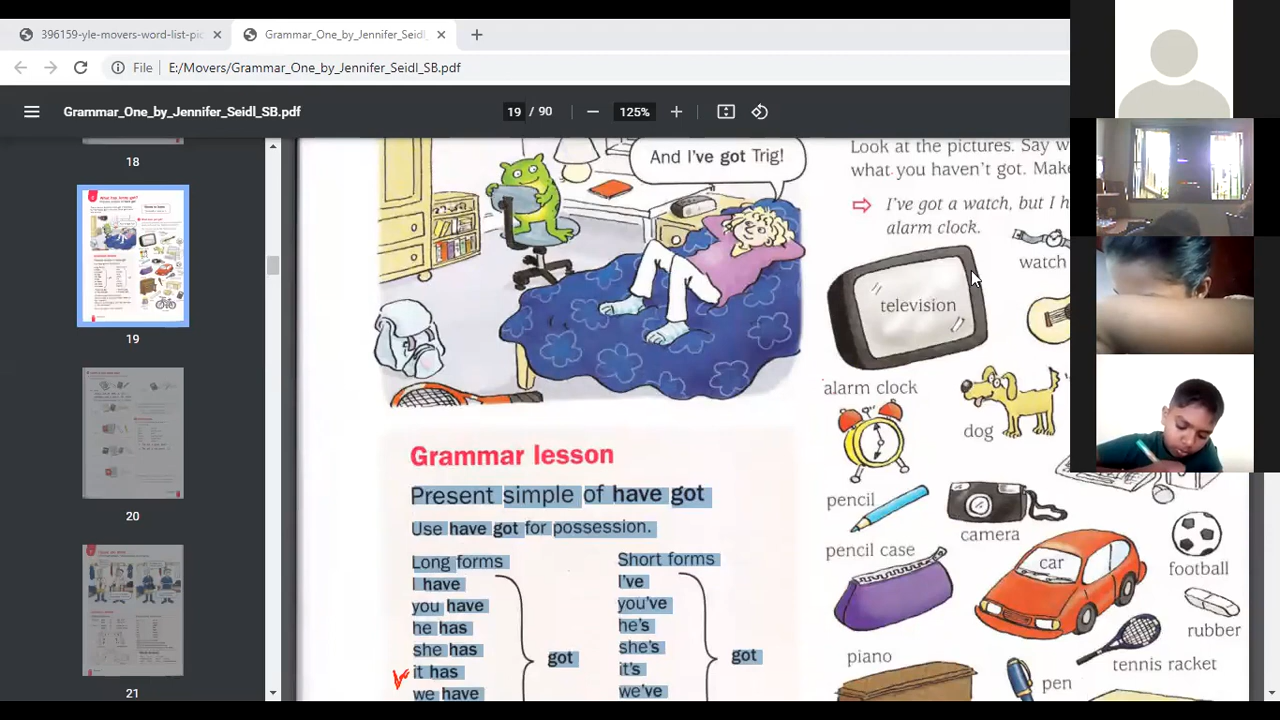 396159-yle-movers-word-list-pic
Grammar_One_by_Jennifer_Seidl_
File E:/Movers/Grammar_One_by_Jennifer_Seidl_SB.pdf
Grammar_One_by_Jennifer_Seidl_SB.pdf
19 / 90
125%
18
19
20
21
And I've got Trig!
Look at the pictures. Say
what you haven't got.
I've got a watch, but I
alarm clock.
watch
television
alarm clock
dog
pencil
camera
pencil case
car
football
rubber
piano
tennis racket
pen
Grammar lesson
Present simple of have got
Use have got for possession.
Long forms Short forms
I have I've
you have you've
he has he's
she has she's
got got
it has it's
we have we've